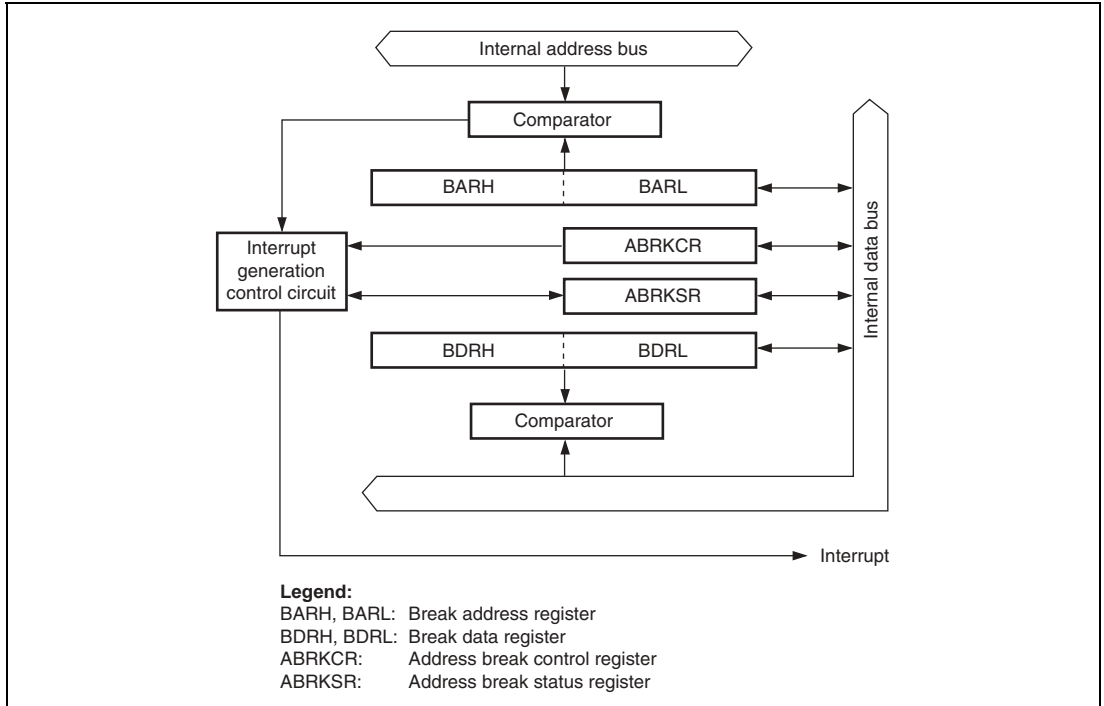 Internal address bus
Comparator
BARH
BARL
Interrupt
generation
control circuit
ABRKCR
ABRKSR
Internal data bus
BDRH
BDRL
Comparator
Interrupt
Legend:
BARH, BARL: Break address register
BDRH, BDRL: Break data register
ABRKCR: Address break control register
ABRKSR: Address break status register